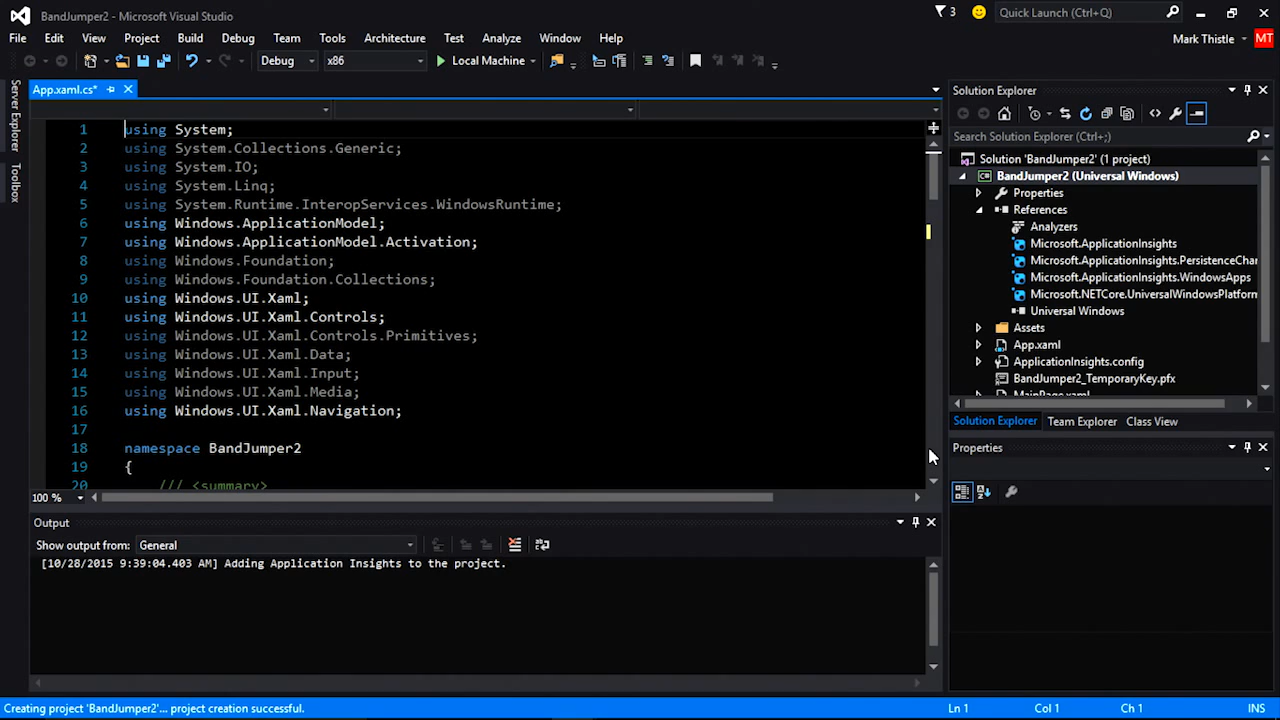 BandJumper2 - Microsoft Visual Studio
3
Quick Launch (Ctrl+Q)
File Edit View Project Build Debug Team Tools Architecture Test Analyze Window Help
Mark Thistle MT
Debug x86 Local Machine
Server Explorer
Toolbox
App.xaml.cs*
1 using System;
2 using System.Collections.Generic;
3 using System.IO;
4 using System.Linq;
5 using System.Runtime.InteropServices.WindowsRuntime;
6 using Windows.ApplicationModel;
7 using Windows.ApplicationModel.Activation;
8 using Windows.Foundation;
9 using Windows.Foundation.Collections;
10 using Windows.UI.Xaml;
11 using Windows.UI.Xaml.Controls;
12 using Windows.UI.Xaml.Controls.Primitives;
13 using Windows.UI.Xaml.Data;
14 using Windows.UI.Xaml.Input;
15 using Windows.UI.Xaml.Media;
16 using Windows.UI.Xaml.Navigation;
17
18 namespace BandJumper2
19 {
20 /// <summary>
100 %
Output
Show output from: General
[10/28/2015 9:39:04.403 AM] Adding Application Insights to the project.
Solution Explorer
Search Solution Explorer (Ctrl+;)
Solution 'BandJumper2' (1 project)
BandJumper2 (Universal Windows)
Properties
References
Analyzers
Microsoft.ApplicationInsights
Microsoft.ApplicationInsights.PersistenceChan
Microsoft.ApplicationInsights.WindowsApps
Microsoft.NETCore.UniversalWindowsPlatform
Universal Windows
Assets
App.xaml
ApplicationInsights.config
BandJumper2_TemporaryKey.pfx
MainPage.xaml
Solution Explorer Team Explorer Class View
Properties
Creating project 'BandJumper2'... project creation successful.
Ln 1 Col 1 Ch 1 INS